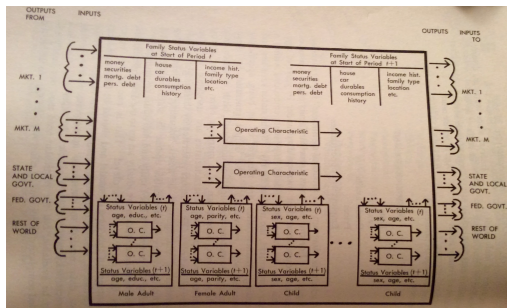 OUTPUTS
FROM
INPUTS
OUTPUTS
INPUTS
TO
Family Status Variables
at Start of Period t
money
securities
mortg. debt
pers. debt
house
car
durables
consumption
history
income hist.
family type
location
etc.
Family Status Variables
at Start of Period t+1
money
securities
mortg. debt
pers. debt
house
car
durables
consumption
history
income hist.
family type
location
etc.
MKT. 1
MKT. 1
MKT. M
Operating Characteristic
MKT. M
STATE
AND LOCAL
GOVT.
Operating Characteristic
STATE
AND LOCAL
GOVT.
FED. GOVT.
FED. GOVT.
REST OF
WORLD
REST OF
WORLD
Status Variables (t)
age, educ., etc.
O. C.
O. C.
Status Variables (t+1)
age, educ., etc.
Male Adult
Status Variables (t)
age, parity, etc.
O. C.
O. C.
Status Variables (t+1)
age, parity, etc.
Female Adult
Status Variables (t)
sex, age, etc.
O. C.
O. C.
Status Variables (t+1)
sex, age, etc.
Child
Status Variables (t)
sex, age, etc.
O. C.
O. C.
Status Variables (t+1)
sex, age, etc.
Child